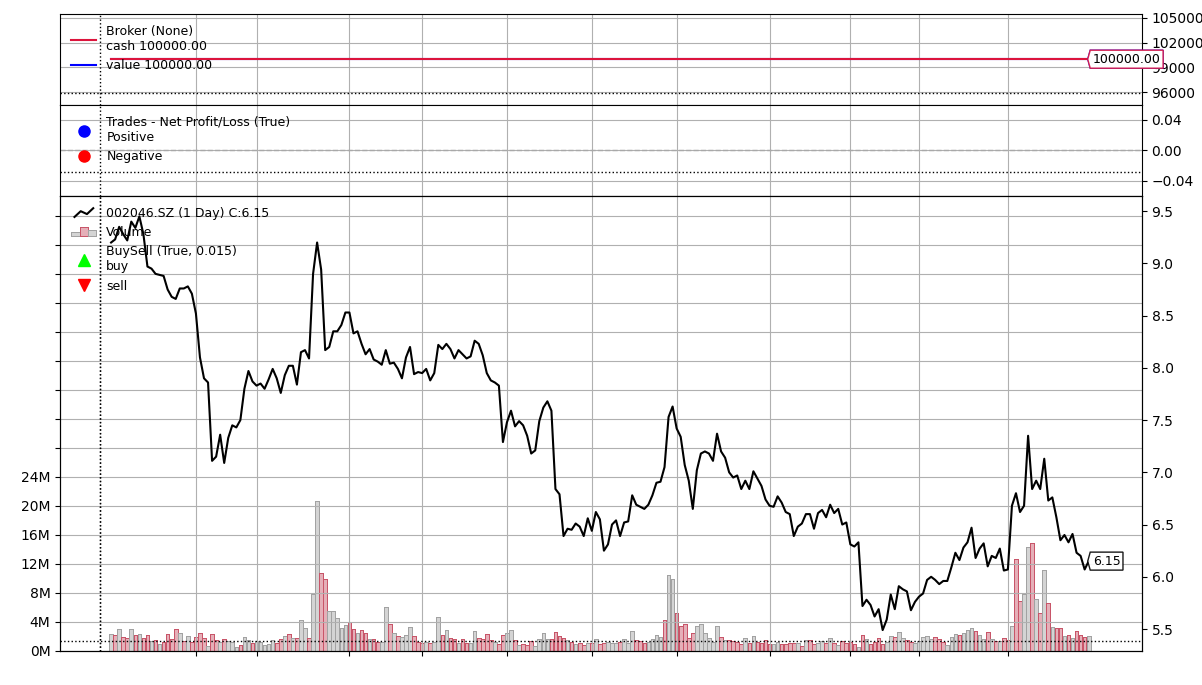 Broker (None)
cash 100000.00
value 100000.00
105000
102000
100000.00
99000
96000
Trades - Net Profit/Loss (True)
Positive
Negative
0.04
0.00
−0.04
002046.SZ (1 Day) C:6.15
Volume
BuySell (True, 0.015)
buy
sell
9.5
9.0
8.5
8.0
7.5
7.0
6.5
6.15
6.0
5.5
24M
20M
16M
12M
8M
4M
0M